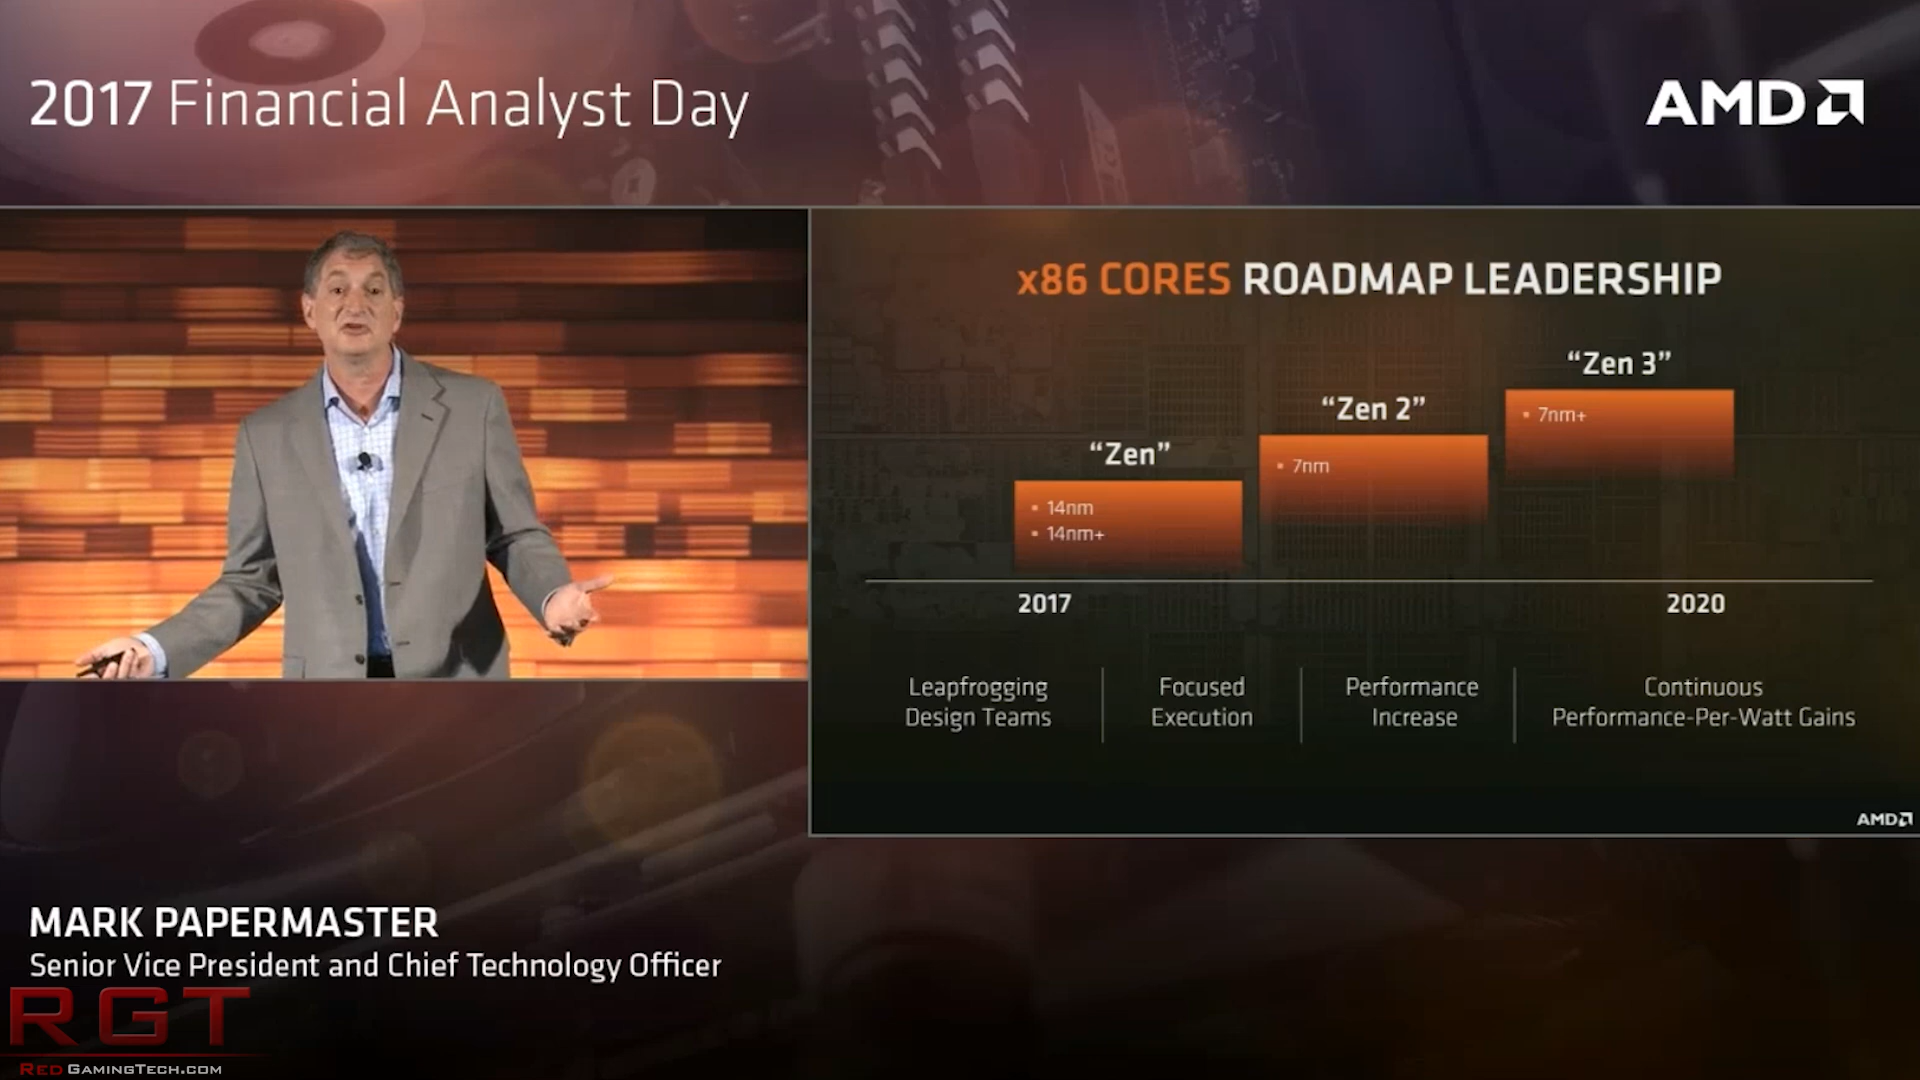 2017 Financial Analyst Day
AMD
x86 CORES ROADMAP LEADERSHIP
“Zen”
• 14nm
• 14nm+
“Zen 2”
• 7nm
“Zen 3”
• 7nm+
2017
2020
Leapfrogging
Design Teams
Focused
Execution
Performance
Increase
Continuous
Performance-Per-Watt Gains
AMD
MARK PAPERMASTER
Senior Vice President and Chief Technology Officer
RGT
REDGAMINGTECH.COM